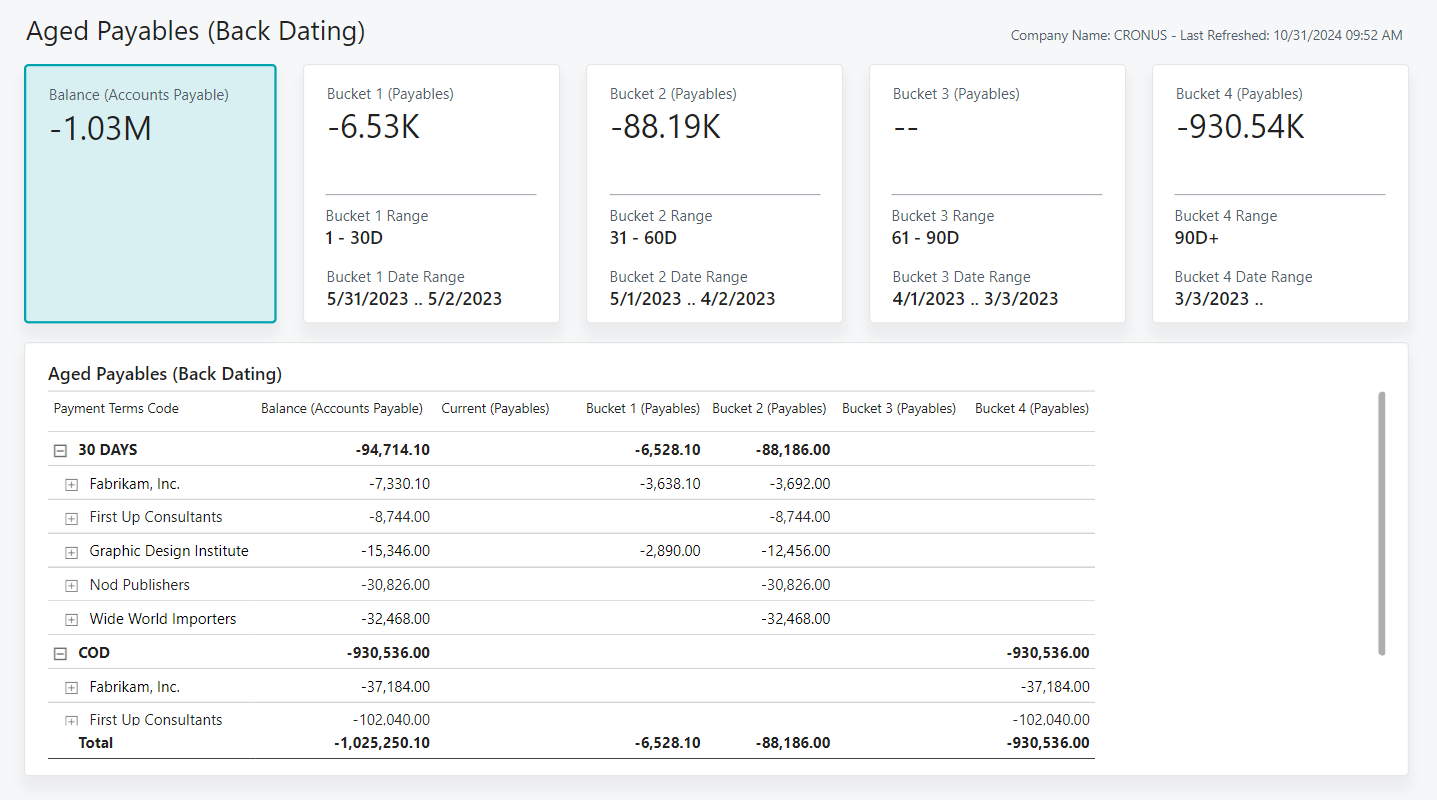 Aged Payables (Back Dating)
Company Name: CRONUS - Last Refreshed: 10/31/2024 09:52 AM
Balance (Accounts Payable)
-1.03M
Bucket 1 (Payables)
-6.53K
Bucket 1 Range
1 - 30D
Bucket 1 Date Range
5/31/2023 .. 5/2/2023
Bucket 2 (Payables)
-88.19K
Bucket 2 Range
31 - 60D
Bucket 2 Date Range
5/1/2023 .. 4/2/2023
Bucket 3 (Payables)
--
Bucket 3 Range
61 - 90D
Bucket 3 Date Range
4/1/2023 .. 3/3/2023
Bucket 4 (Payables)
-930.54K
Bucket 4 Range
90D+
Bucket 4 Date Range
3/3/2023 ..
Aged Payables (Back Dating)
Payment Terms Code Balance (Accounts Payable) Current (Payables) Bucket 1 (Payables) Bucket 2 (Payables) Bucket 3 (Payables) Bucket 4 (Payables)
30 DAYS -94,714.10 -6,528.10 -88,186.00
Fabrikam, Inc. -7,330.10 -3,638.10 -3,692.00
First Up Consultants -8,744.00 -8,744.00
Graphic Design Institute -15,346.00 -2,890.00 -12,456.00
Nod Publishers -30,826.00 -30,826.00
Wide World Importers -32,468.00 -32,468.00
COD -930,536.00 -930,536.00
Fabrikam, Inc. -37,184.00 -37,184.00
First Up Consultants -102,040.00 -102,040.00
Total -1,025,250.10 -6,528.10 -88,186.00 -930,536.00